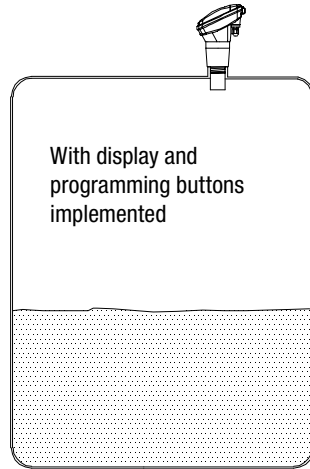 With display and
programming buttons
implemented